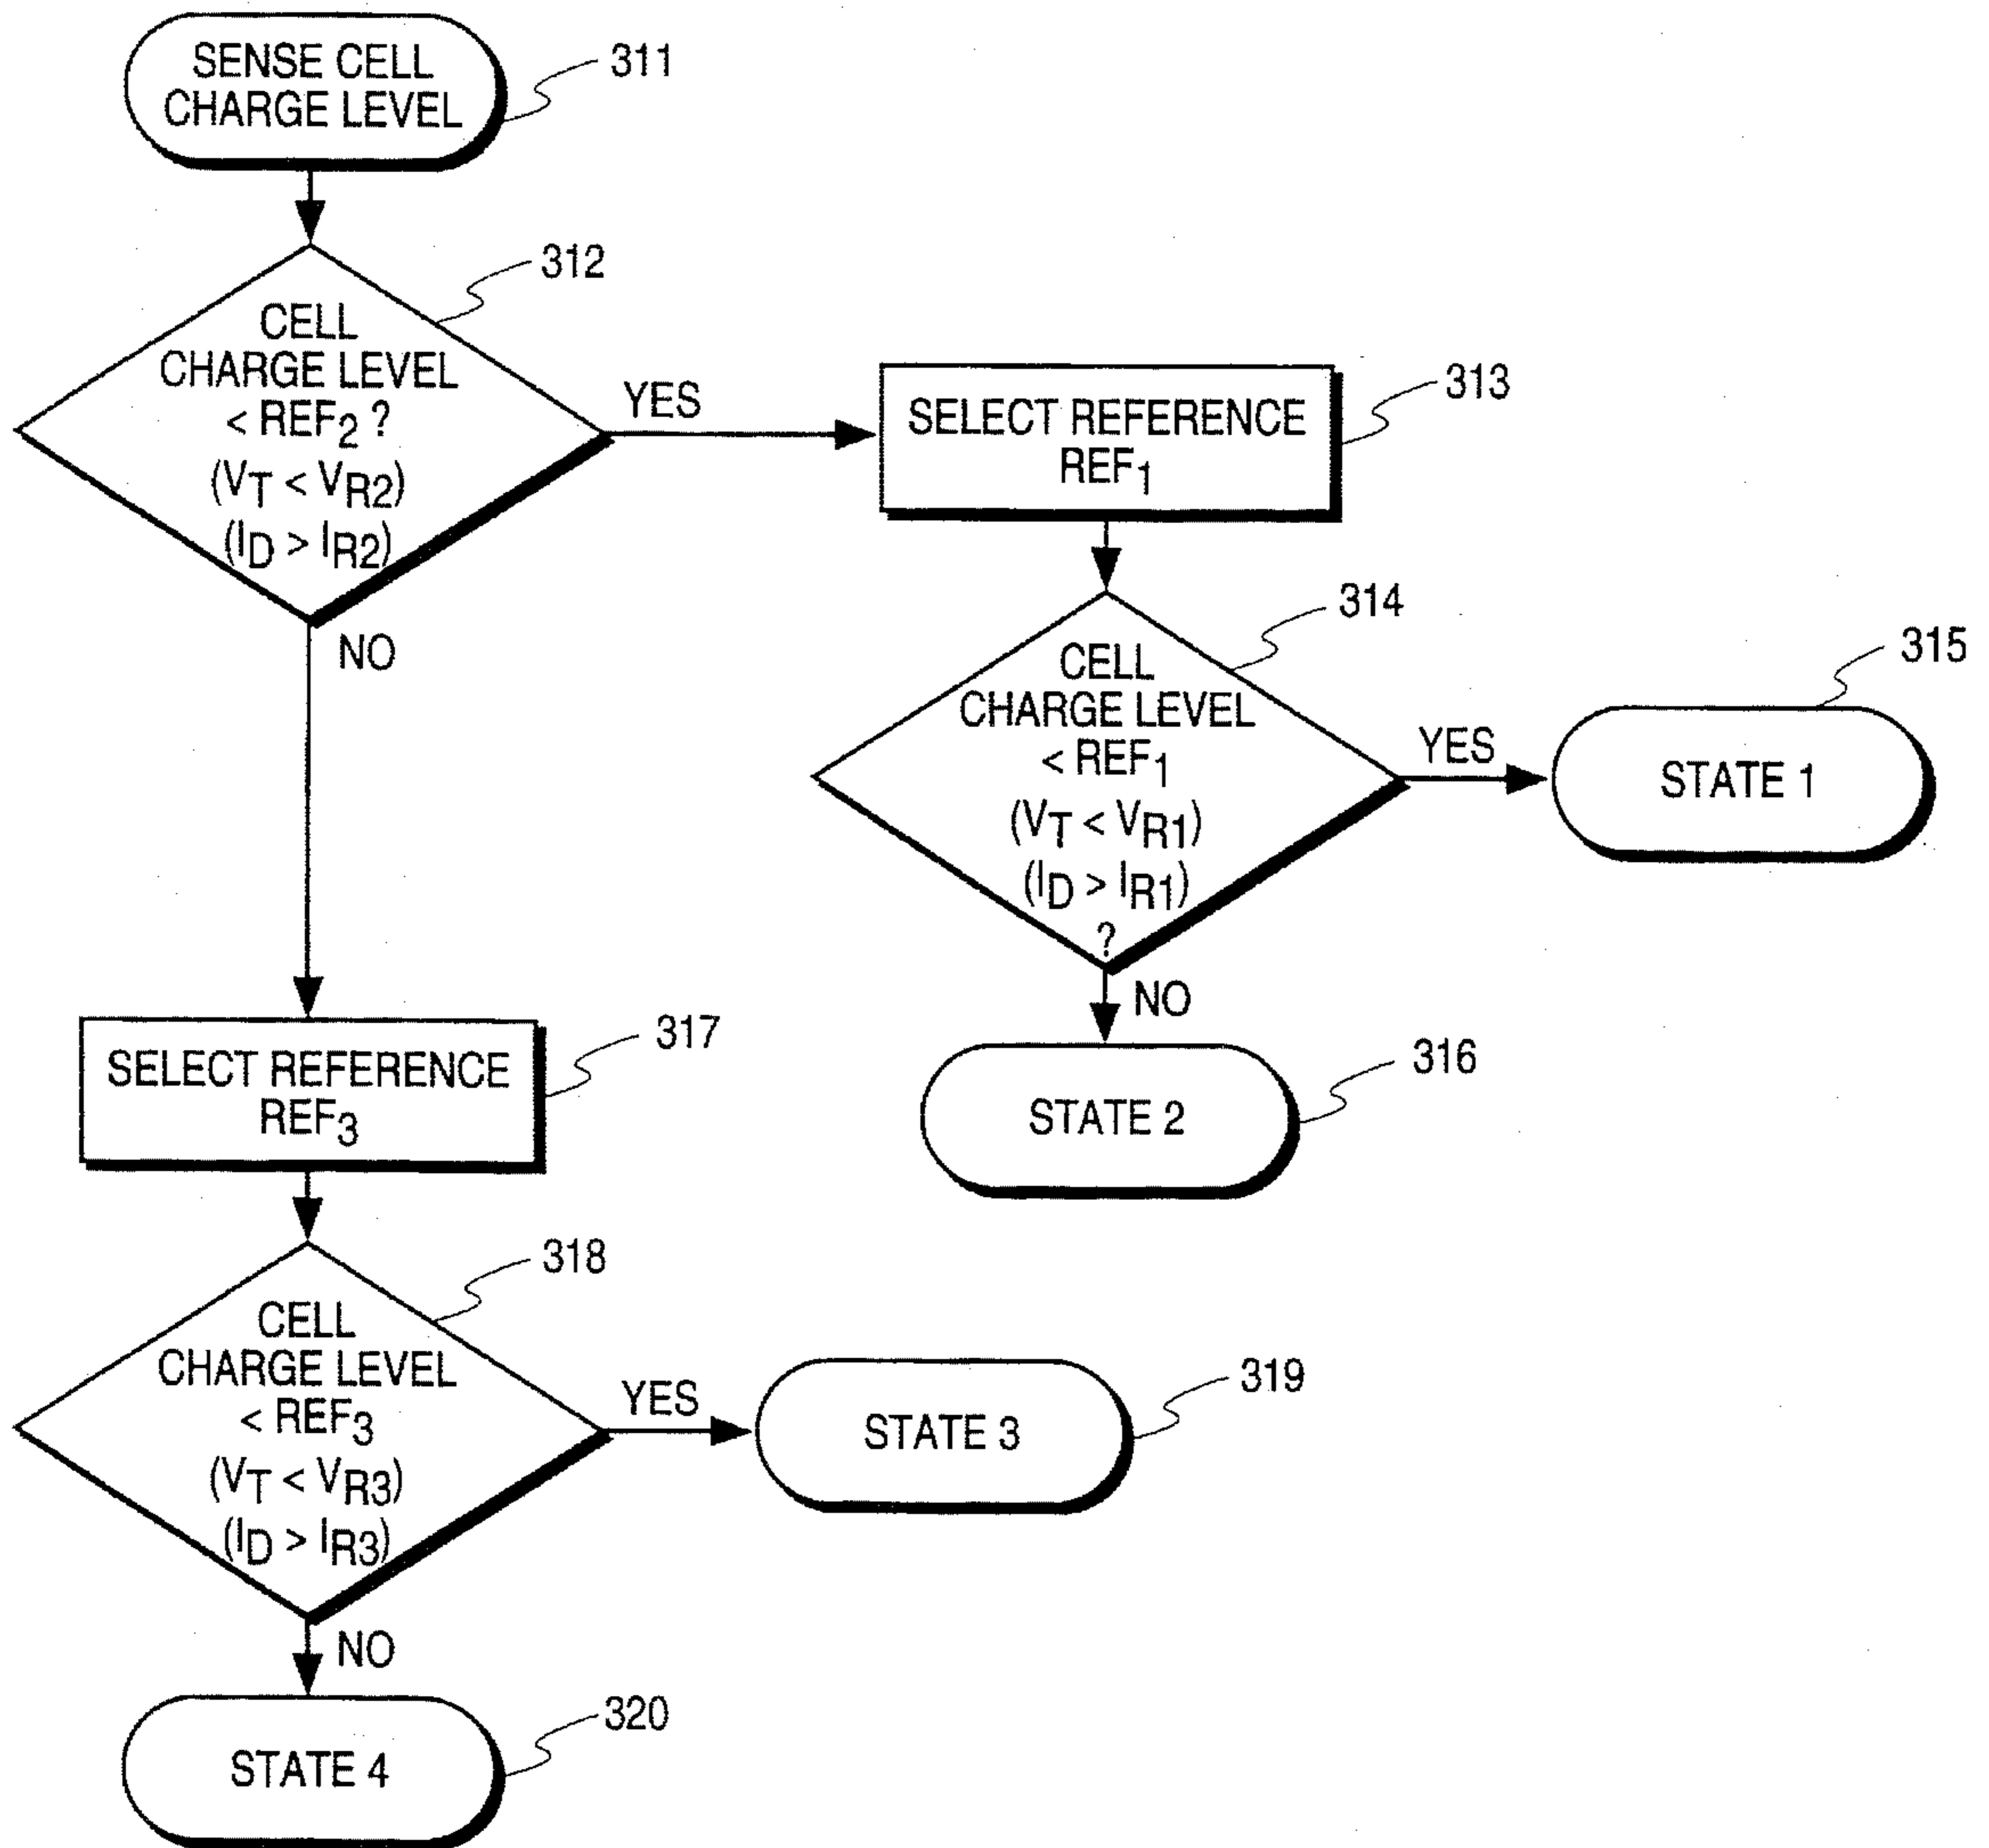 SENSE CELL
CHARGE LEVEL
311
312
CELL
CHARGE LEVEL
< REF2 ?
(VT < VR2)
(ID > IR2)
YES
NO
SELECT REFERENCE
REF1
313
314
CELL
CHARGE LEVEL
< REF1
(VT < VR1)
(ID > IR1)
?
YES
NO
315
STATE 1
STATE 2
316
SELECT REFERENCE
REF3
317
318
CELL
CHARGE LEVEL
< REF3
(VT < VR3)
(ID > IR3)
YES
NO
STATE 3
319
STATE 4
320